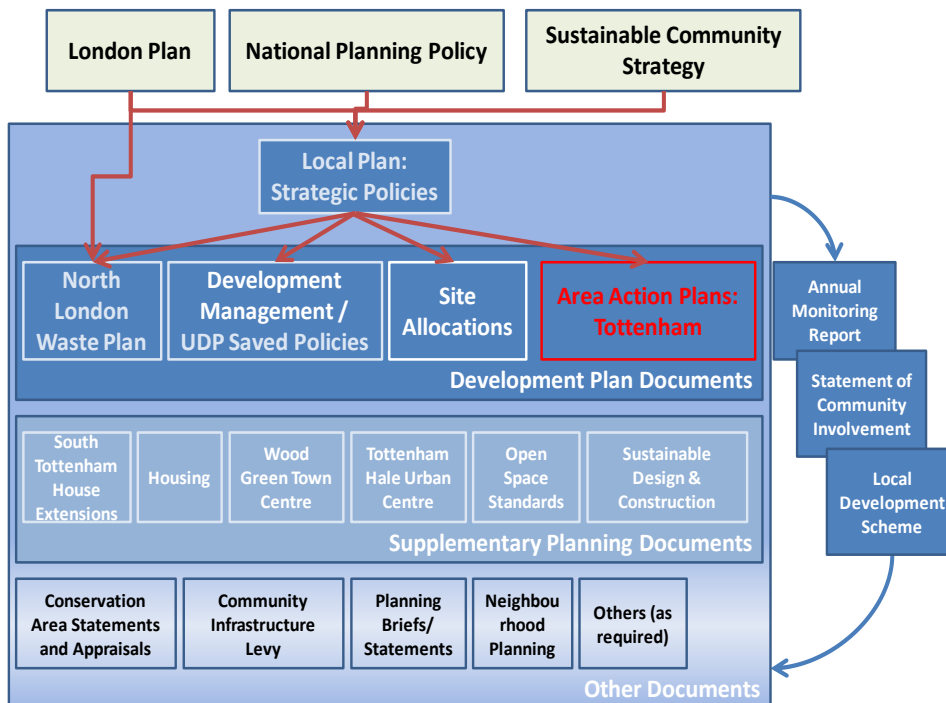 London Plan
National Planning Policy
Sustainable Community
Strategy
Local Plan:
Strategic Policies
North
London
Waste Plan
Development
Management /
UDP Saved Policies
Site
Allocations
Area Action Plans:
Tottenham
Development Plan Documents
South
Tottenham
House
Extensions
Housing
Wood
Green Town
Centre
Tottenham
Hale Urban
Centre
Open
Space
Standards
Sustainable
Design &
Construction
Supplementary Planning Documents
Conservation
Area Statements
and Appraisals
Community
Infrastructure
Levy
Planning
Briefs/
Statements
Neighbou
rhood
Planning
Others (as
required)
Other Documents
Annual
Monitoring
Report
Statement of
Community
Involvement
Local
Development
Scheme